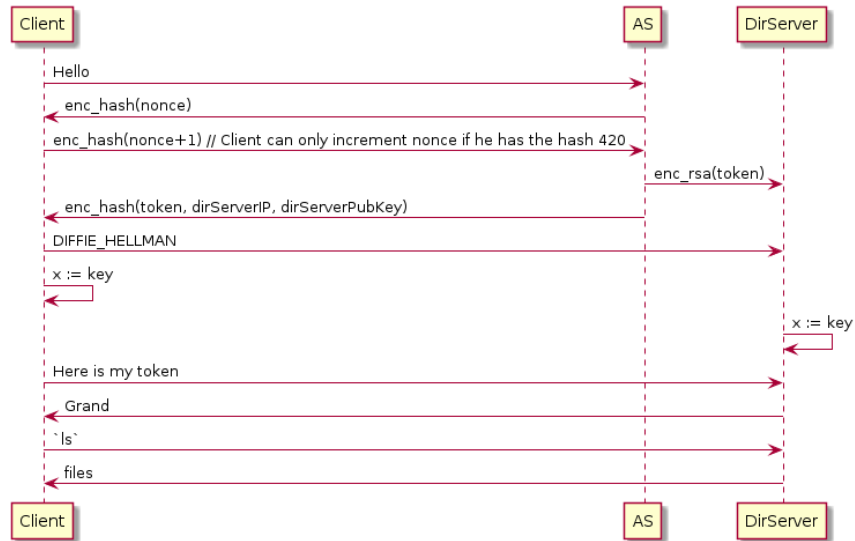 Client AS DirServer
Hello
enc_hash(nonce)
enc_hash(nonce+1) // Client can only increment nonce if he has the hash 420
enc_rsa(token)
enc_hash(token, dirServerIP, dirServerPubKey)
DIFFIE_HELLMAN
x := key
x := key
Here is my token
Grand
`ls`
files
Client AS DirServer